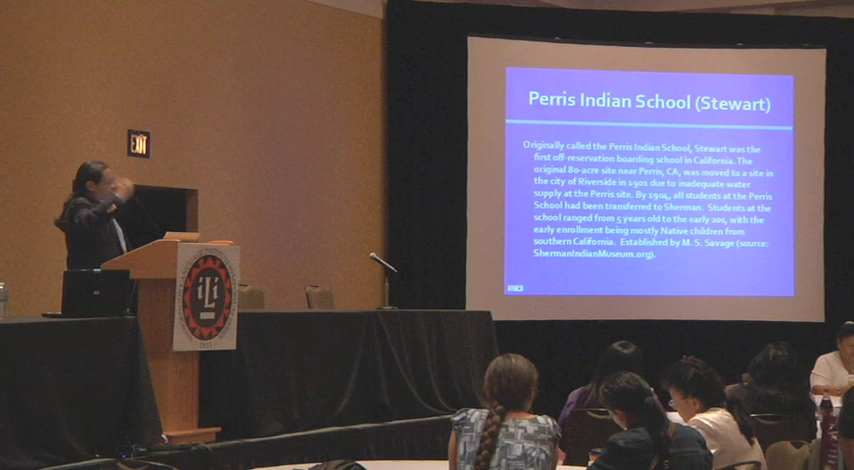 EXIT
Perris Indian School (Stewart)
Originally called the Perris Indian School, Stewart was the
first off-reservation boarding school in California. The
original 80-acre site near Perris, CA, was moved to a site in
the city of Riverside in 1901 due to inadequate water
supply at the Perris site. By 1904, all students at the Perris
School had been transferred to Sherman. Students at the
school ranged from 5 years old to the early 20s, with the
early enrollment being mostly Native children from
southern California. Established by M. S. Savage (source:
ShermanIndianMuseum.org).
iLi